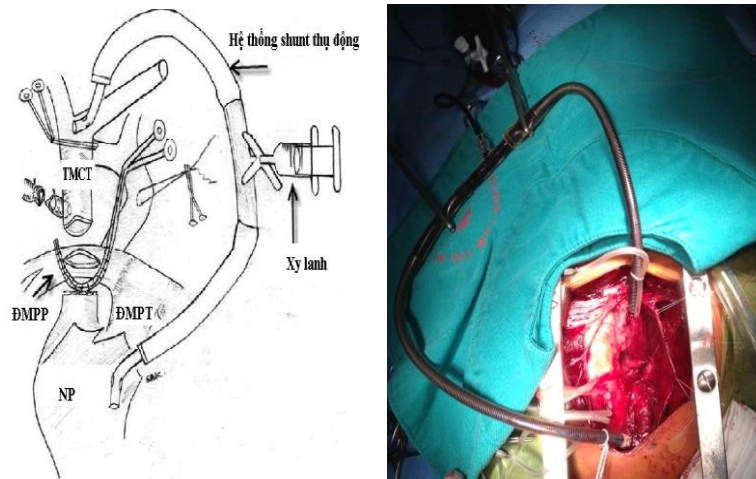 Hệ thống shunt thụ động
TMCT
Xy lanh
ĐMPP
ĐMPT
NP